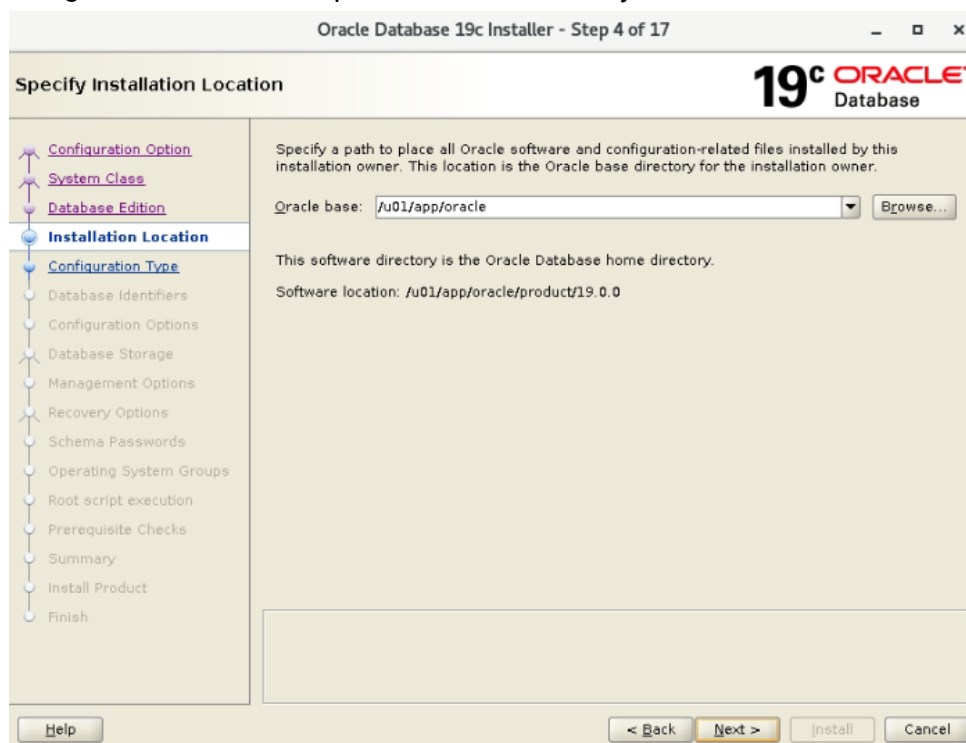 Oracle Database 19c Installer - Step 4 of 17
Specify Installation Location
19c ORACLE
Database
Configuration Option
System Class
Database Edition
Installation Location
Configuration Type
Database Identifiers
Configuration Options
Database Storage
Management Options
Recovery Options
Schema Passwords
Operating System Groups
Root script execution
Prerequisite Checks
Summary
Install Product
Finish
Specify a path to place all Oracle software and configuration-related files installed by this
installation owner. This location is the Oracle base directory for the installation owner.
Oracle base: /u01/app/oracle Browse...
This software directory is the Oracle Database home directory.
Software location: /u01/app/oracle/product/19.0.0
Help < Back Next > Install Cancel